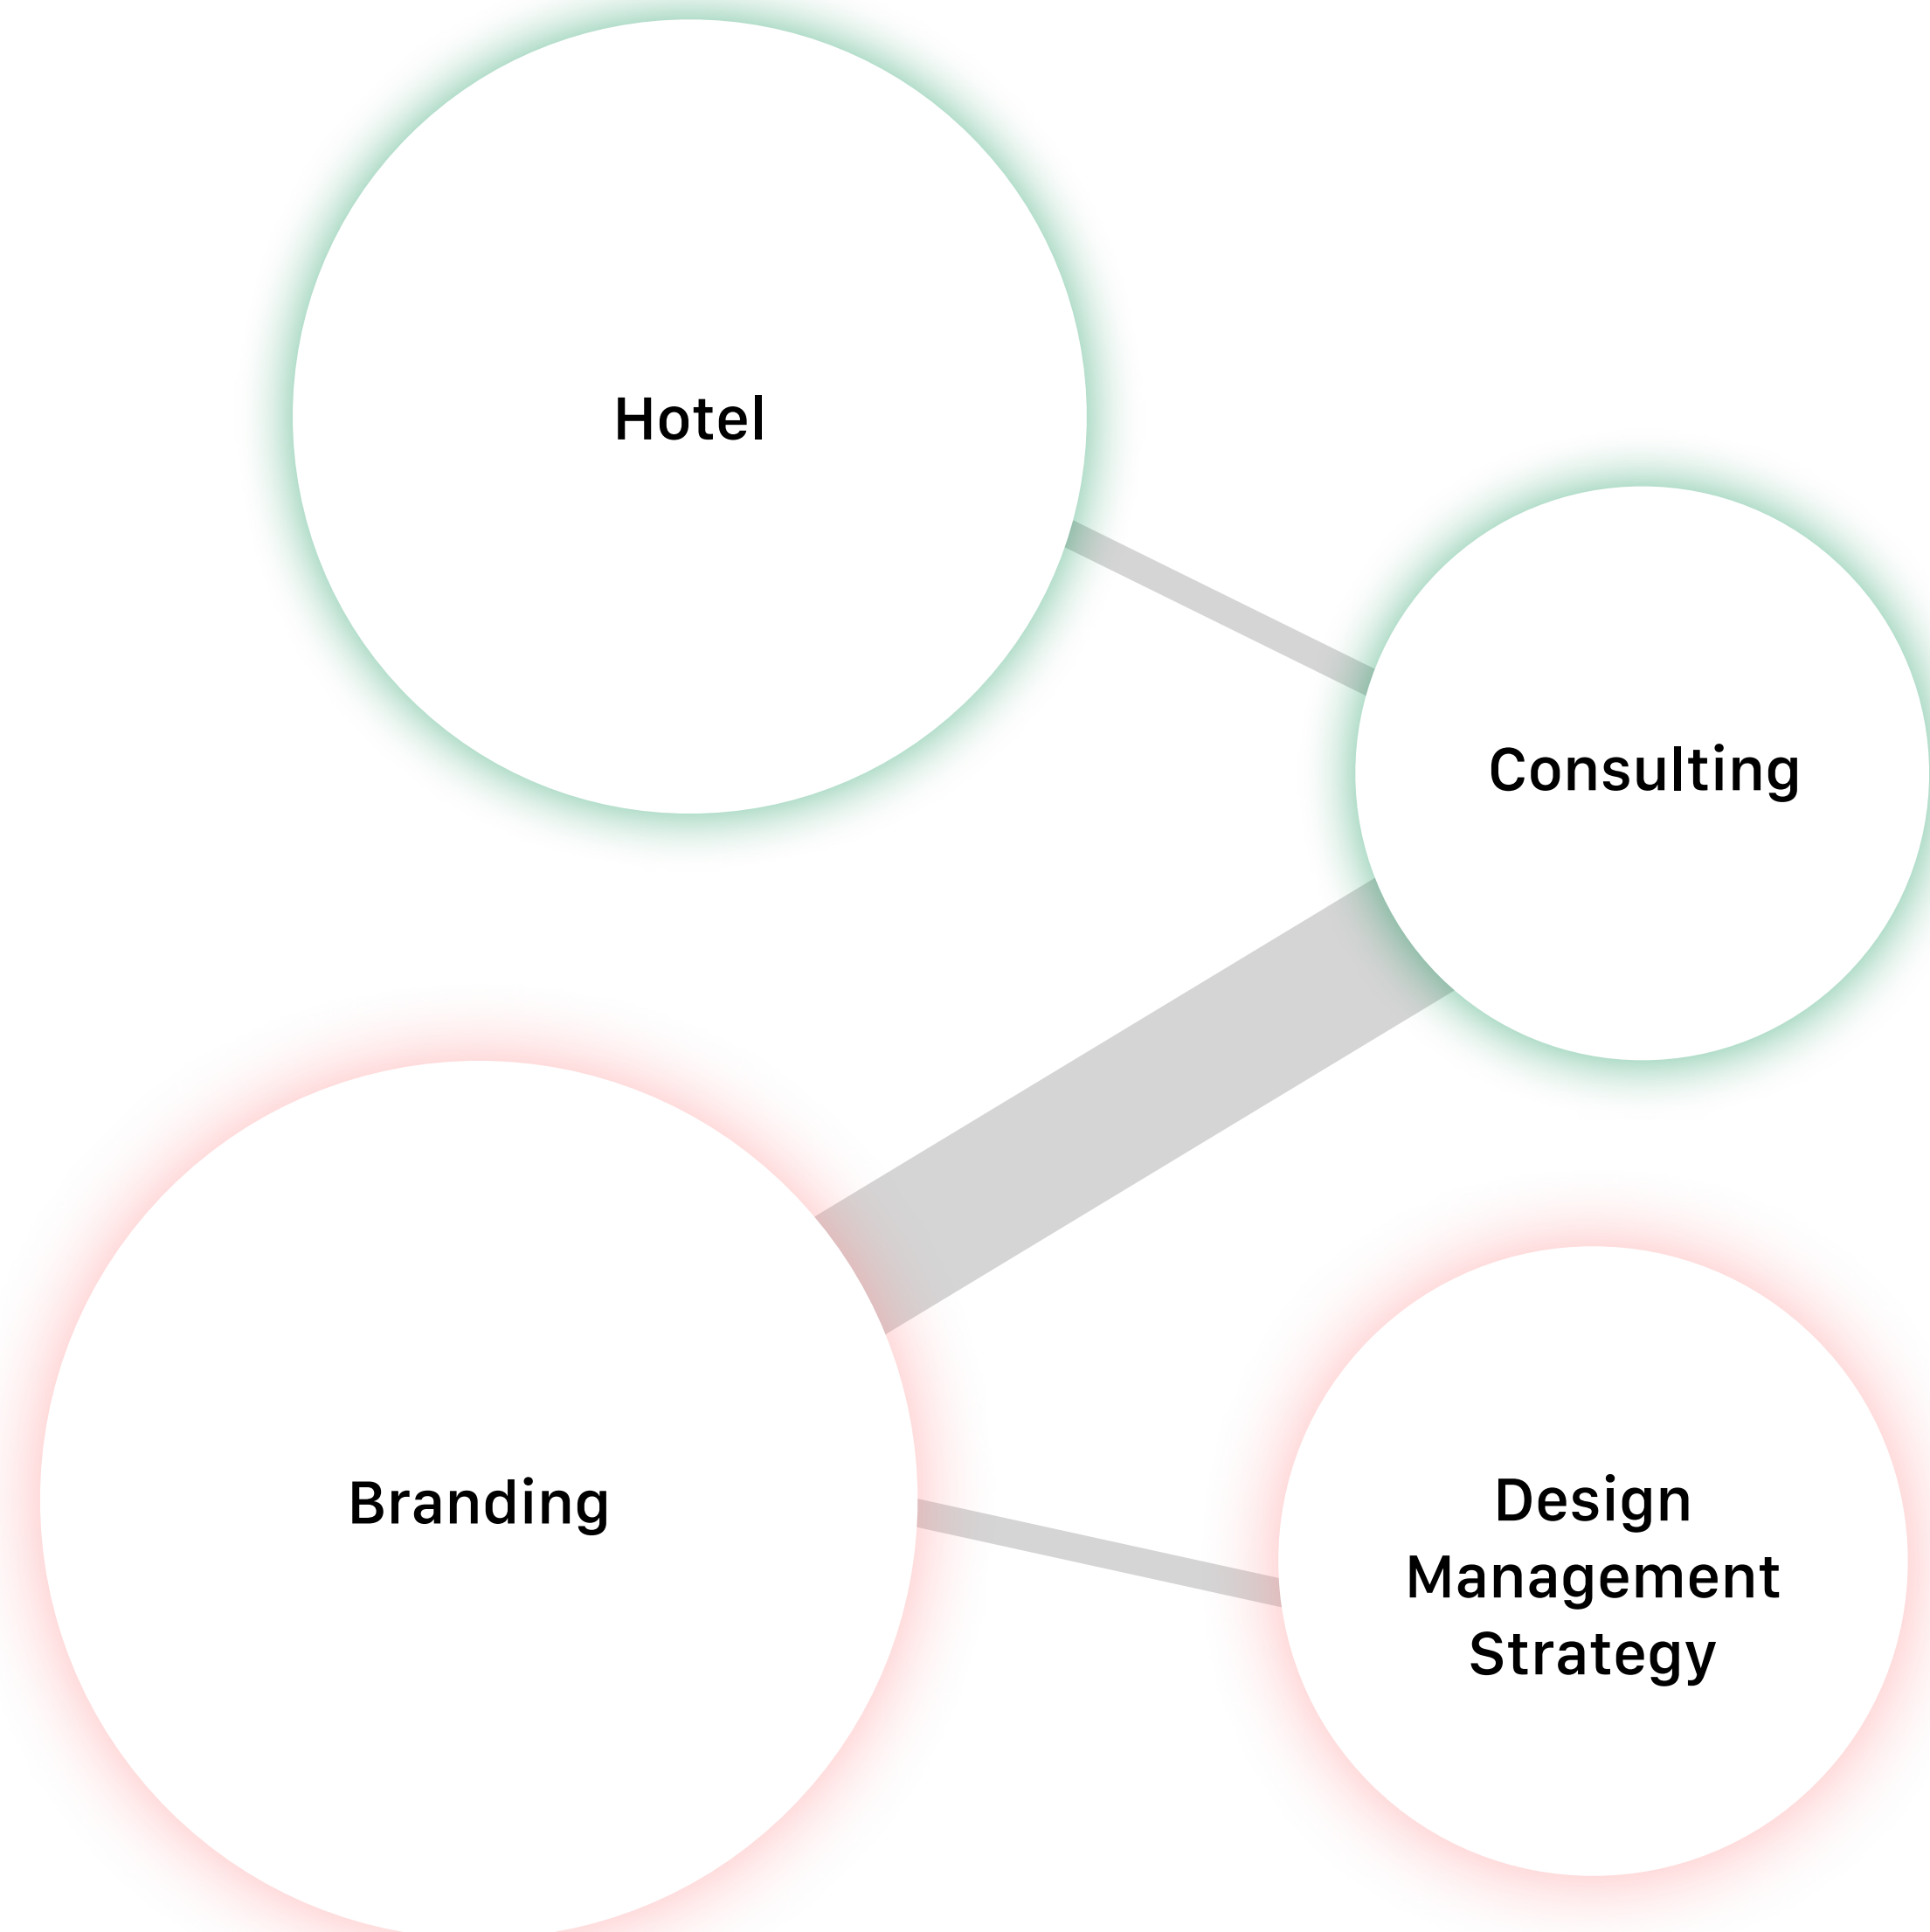 Hotel
Consulting
Branding
Design
Management
Strategy